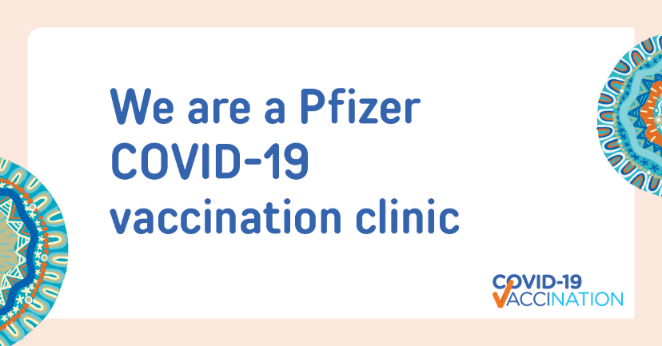 We are a Pfizer
COVID-19
vaccination clinic
COVID-19
VACCINATION